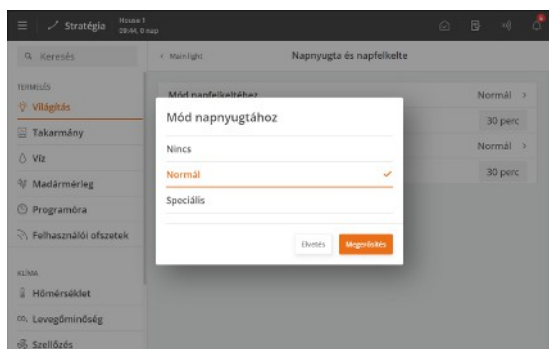 Stratégia
House 1
09:44, 0 nap
Keresés
Mainlight
Napnyugta és napfelkelte
TERMELÉS
Világítás
Takarmány
Víz
Madármérleg
Programóra
Felhasználói ofszetek
KLÍMA
Hőmérséklet
Levegőminőség
Szellőzés
Mód napfelkeltéhez
Normál
30 perc
Normál
30 perc
Mód napnyugtához
Nincs
Normál
Speciális
Elvetés
Megerősítés